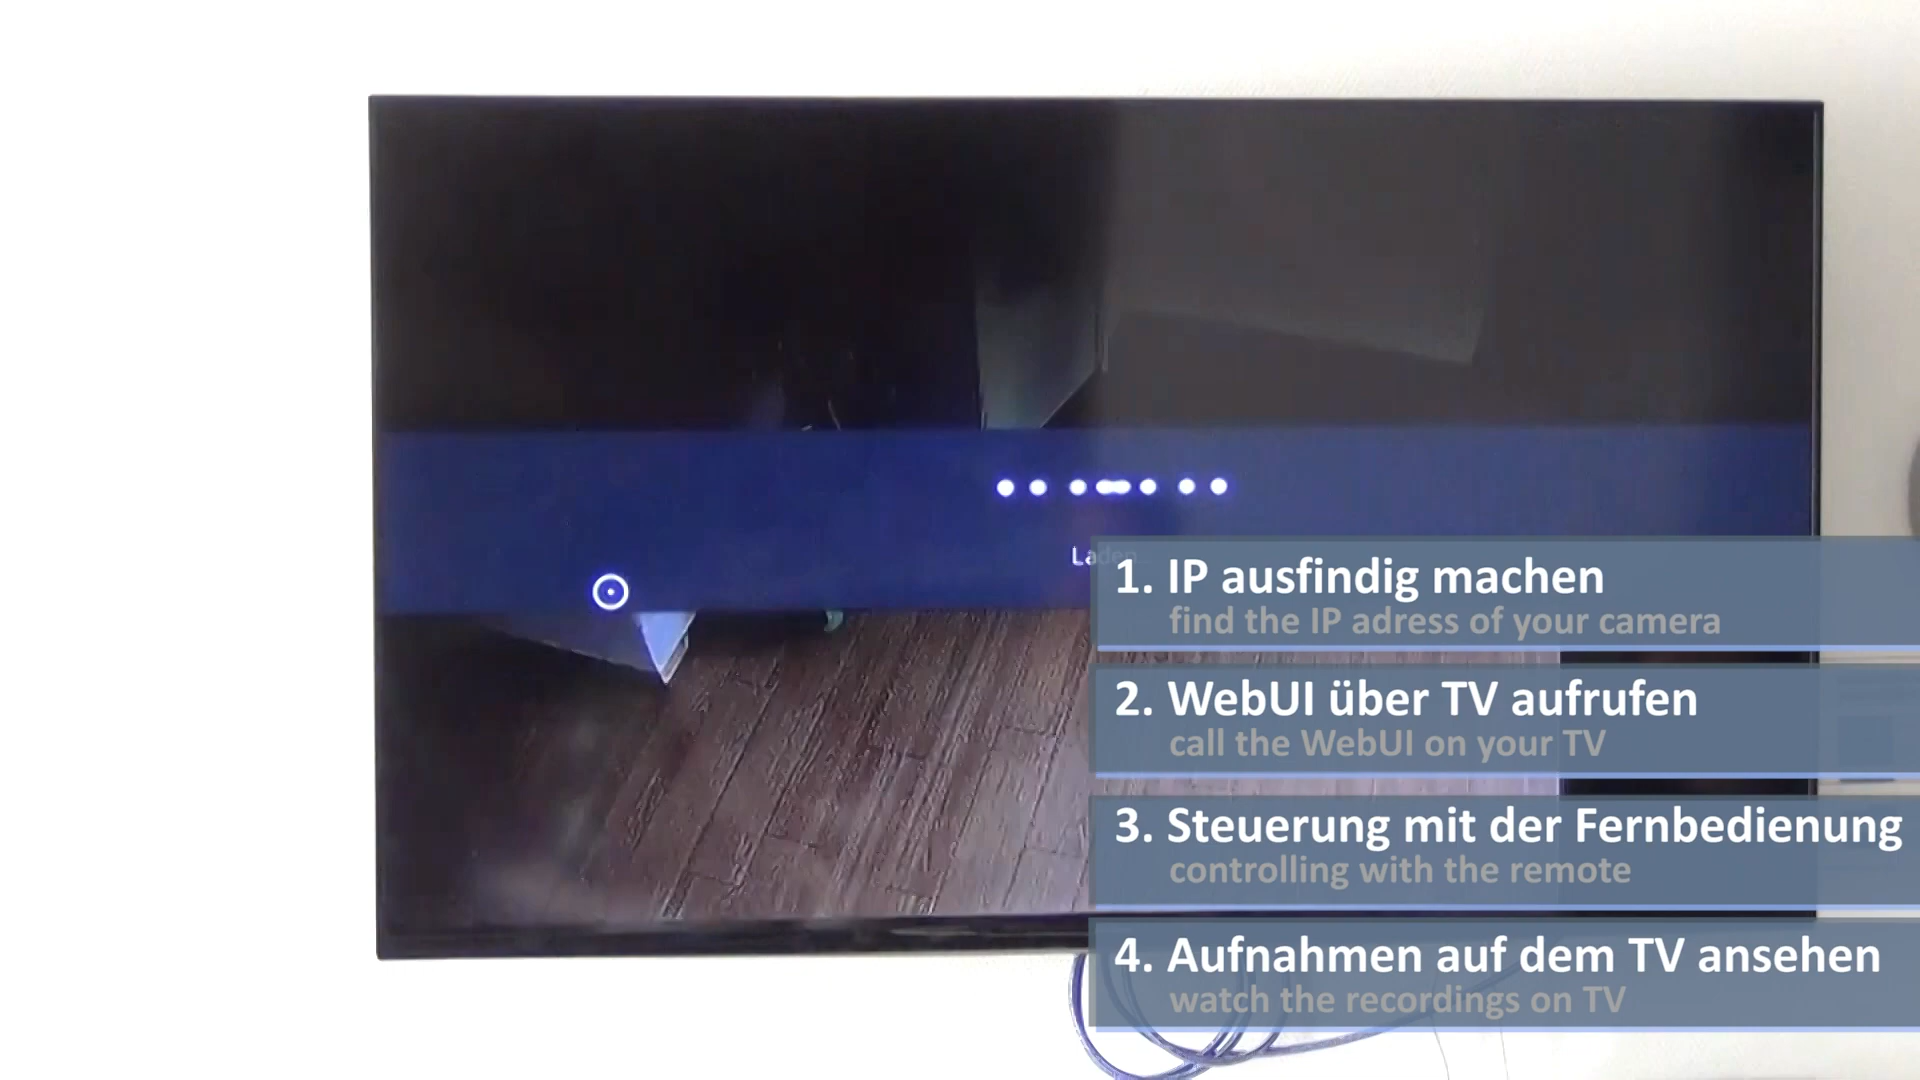 Laden...
1. IP ausfindig machen
find the IP adress of your camera
2. WebUI über TV aufrufen
call the WebUI on your TV
3. Steuerung mit der Fernbedienung
controlling with the remote
4. Aufnahmen auf dem TV ansehen
watch the recordings on TV